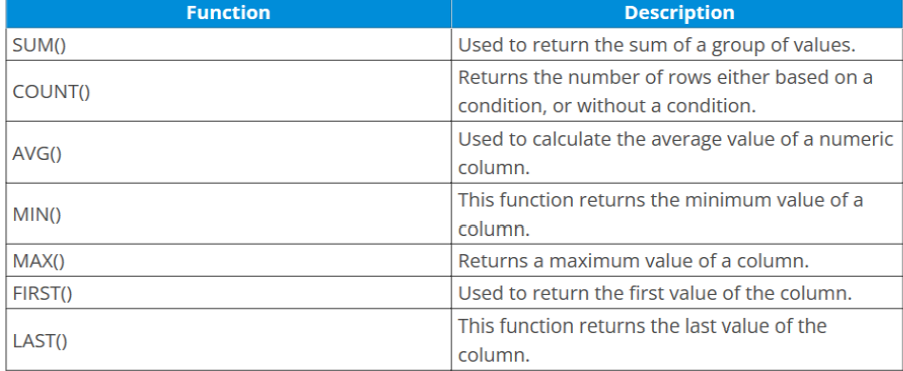 Function Description
SUM() Used to return the sum of a group of values.
COUNT() Returns the number of rows either based on a
condition, or without a condition.
AVG() Used to calculate the average value of a numeric
column.
MIN() This function returns the minimum value of a
column.
MAX() Returns a maximum value of a column.
FIRST() Used to return the first value of the column.
LAST() This function returns the last value of the
column.